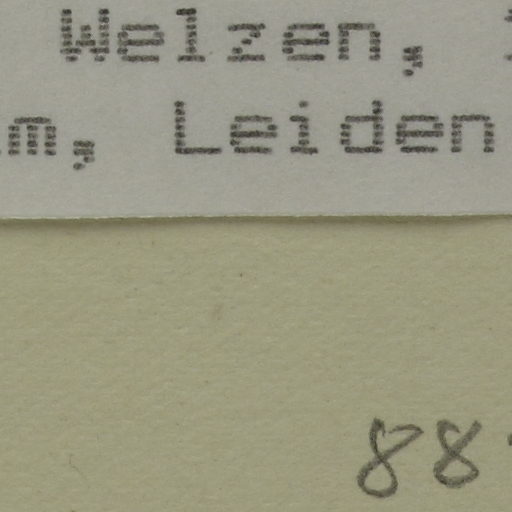 Welzen,
m, Leiden
88